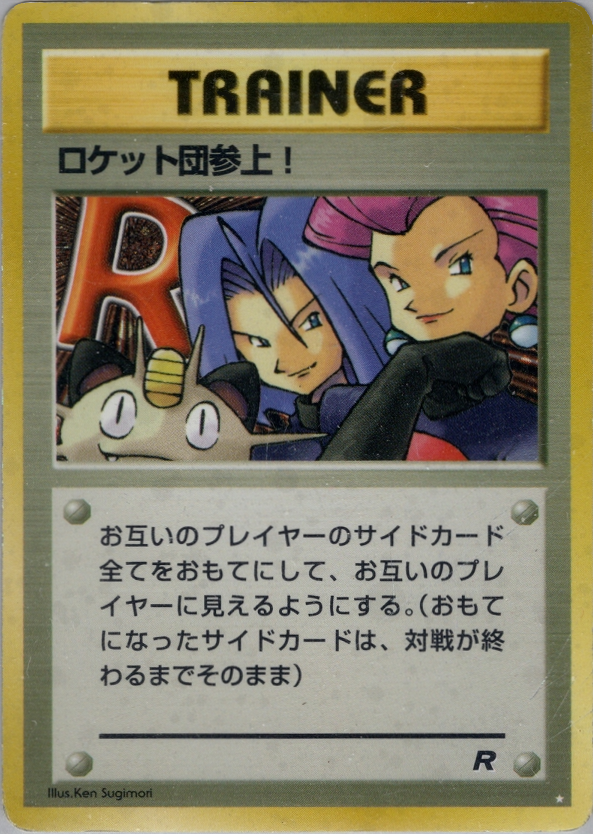 TRAINER
ロケット団参上！
R
お互いのプレイヤーのサイドカード
全てをおもてにして、お互いのプレ
イヤーに見えるようにする。（おもて
になったサイドカードは、対戦が終
わるまでそのまま）
R
Illus.Ken Sugimori
★